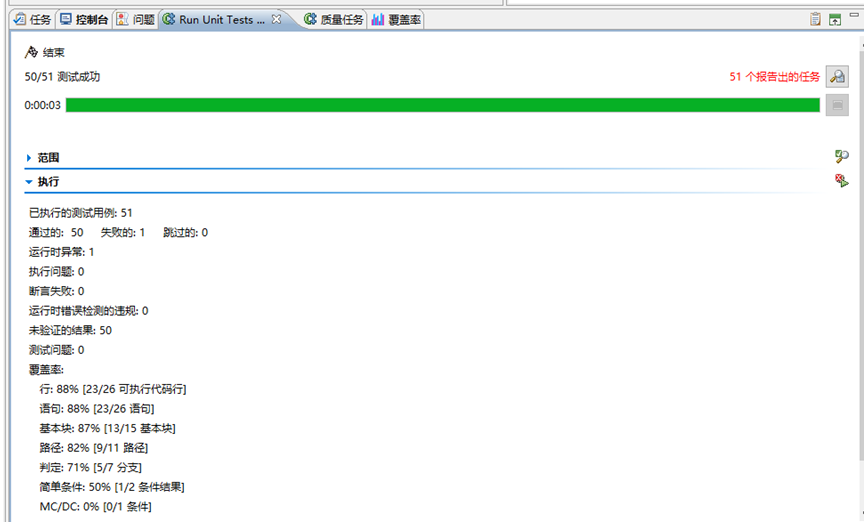 任务 控制台 问题 Run Unit Tests ... 质量任务 覆盖率
结束
50/51 测试成功 51 个报告出的任务
0:00:03
范围
执行
已执行的测试用例: 51
通过的: 50 失败的: 1 跳过的: 0
运行时异常: 1
执行问题: 0
断言失败: 0
运行时错误检测的违规: 0
未验证的结果: 50
测试问题: 0
覆盖率:
行: 88% [23/26 可执行代码行]
语句: 88% [23/26 语句]
基本块: 87% [13/15 基本块]
路径: 82% [9/11 路径]
判定: 71% [5/7 分支]
简单条件: 50% [1/2 条件结果]
MC/DC: 0% [0/1 条件]